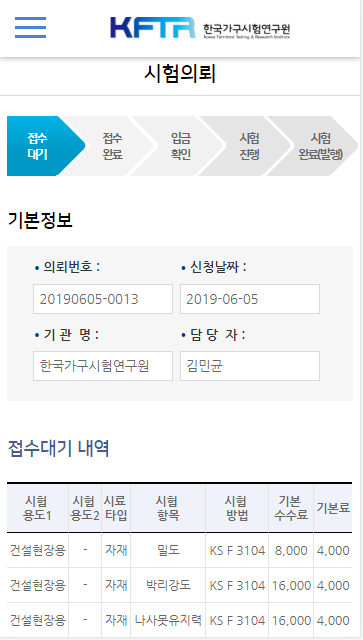 KFTR 한국가구시험연구원
Korea Furniture Testing & Research Institute
시험의뢰
접수 접수 입금 시험 시험
대기 완료 확인 진행 완료(발행)
기본정보
• 의뢰번호 : • 신청날짜 :
20190605-0013 2019-06-05
• 기 관 명 : • 담 당 자 :
한국가구시험연구원 김민균
접수대기 내역
시험 시험 시료 시험 시험 기본 기본료
용도1 용도2 타입 항목 방법 수수료
건설현장용 - 자재 밀도 KS F 3104 8,000 4,000
건설현장용 - 자재 박리강도 KS F 3104 16,000 4,000
건설현장용 - 자재 나사못유지력 KS F 3104 16,000 4,000